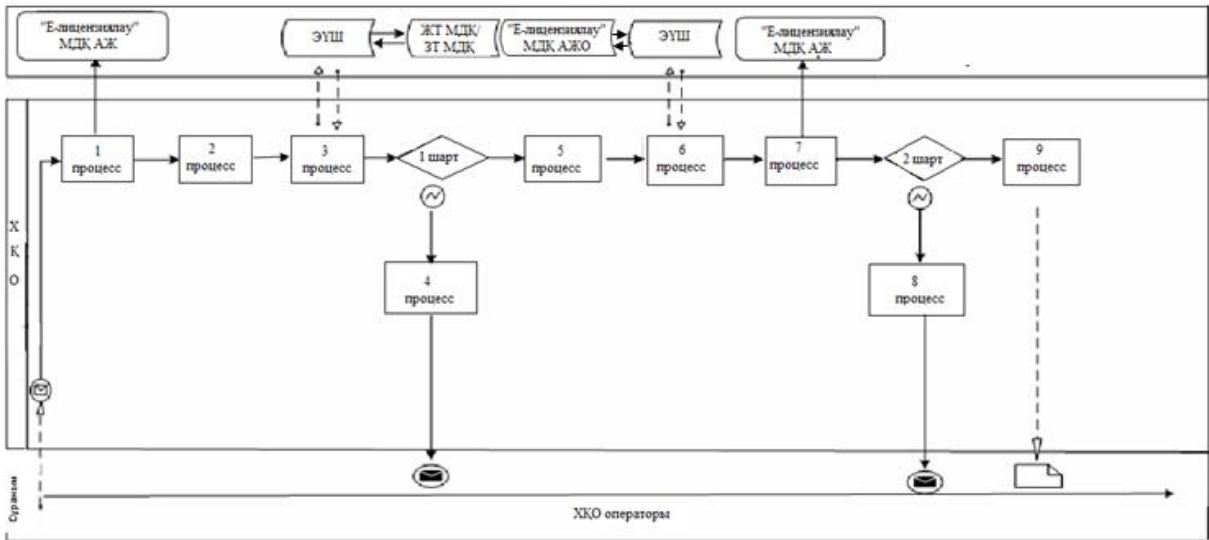 "Е-лицензиялау"
МДҚ АЖ
ЭҮШ
ЖТ МДҚ/
ЗТ МДҚ
"Е-лицензиялау"
МДҚ АЖО
ЭҮШ
"Е-лицензиялау"
МДҚ АЖ
1
процесс
2
процесс
3
процесс
1 шарт
5
процесс
6
процесс
7
процесс
2 шарт
9
процесс
4
процесс
8
процесс
Х
Қ
О
ХҚО операторы